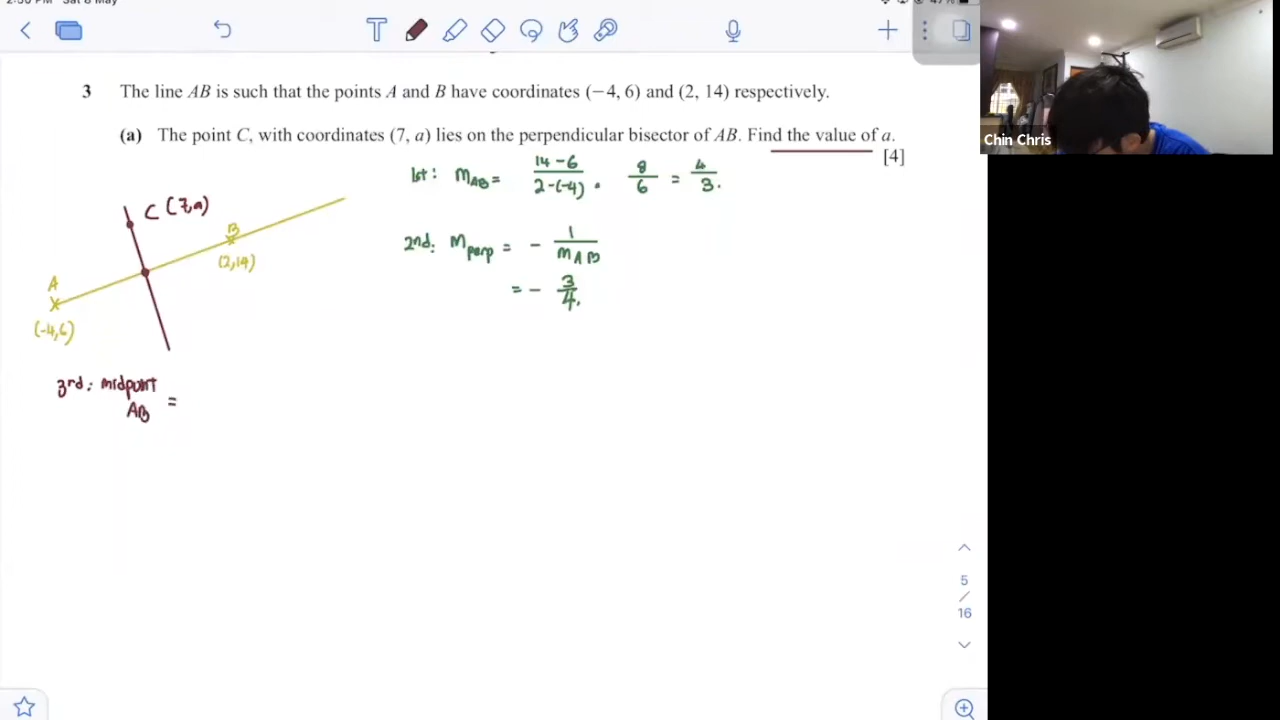 Sat 8 May
3 The line AB is such that the points A and B have coordinates (−4, 6) and (2, 14) respectively.
(a) The point C, with coordinates (7, a) lies on the perpendicular bisector of AB. Find the value of a.
[4]
1st: mAB = 14-6 / 2-(-4) . 8/6 = 4/3.
C (7,a)
B
(2,14)
2nd: mperp = - 1/mAB
= - 3/4.
A
(-4,6)
3rd: midpoint
AB =
5
/
16
Chin Chris